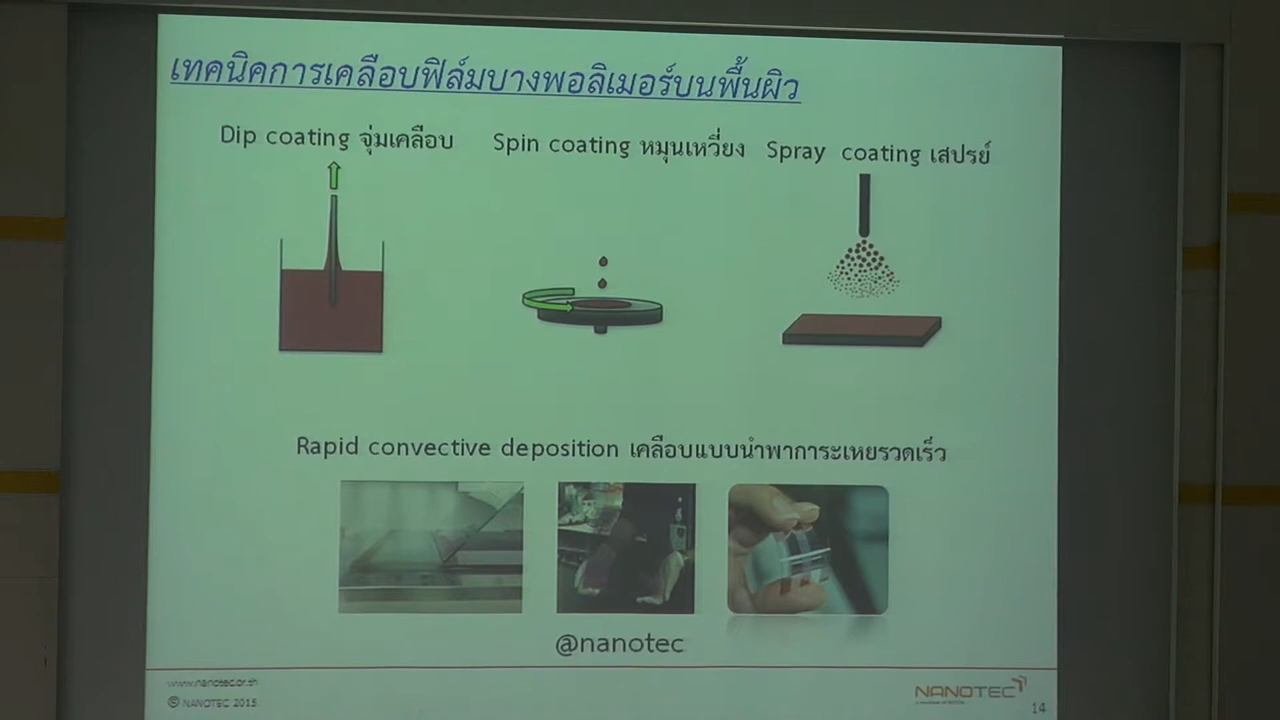 เทคนิคการเคลือบฟิล์มบางพอลิเมอร์บนพื้นผิว
Dip coating จุ่มเคลือบ
Spin coating หมุนเหวี่ยง
Spray coating เสปรย์
Rapid convective deposition เคลือบแบบนำพาการะเหยรวดเร็ว
@nanotec
www.nanotec.or.th
© NANOTEC 2015
NANOTEC
14